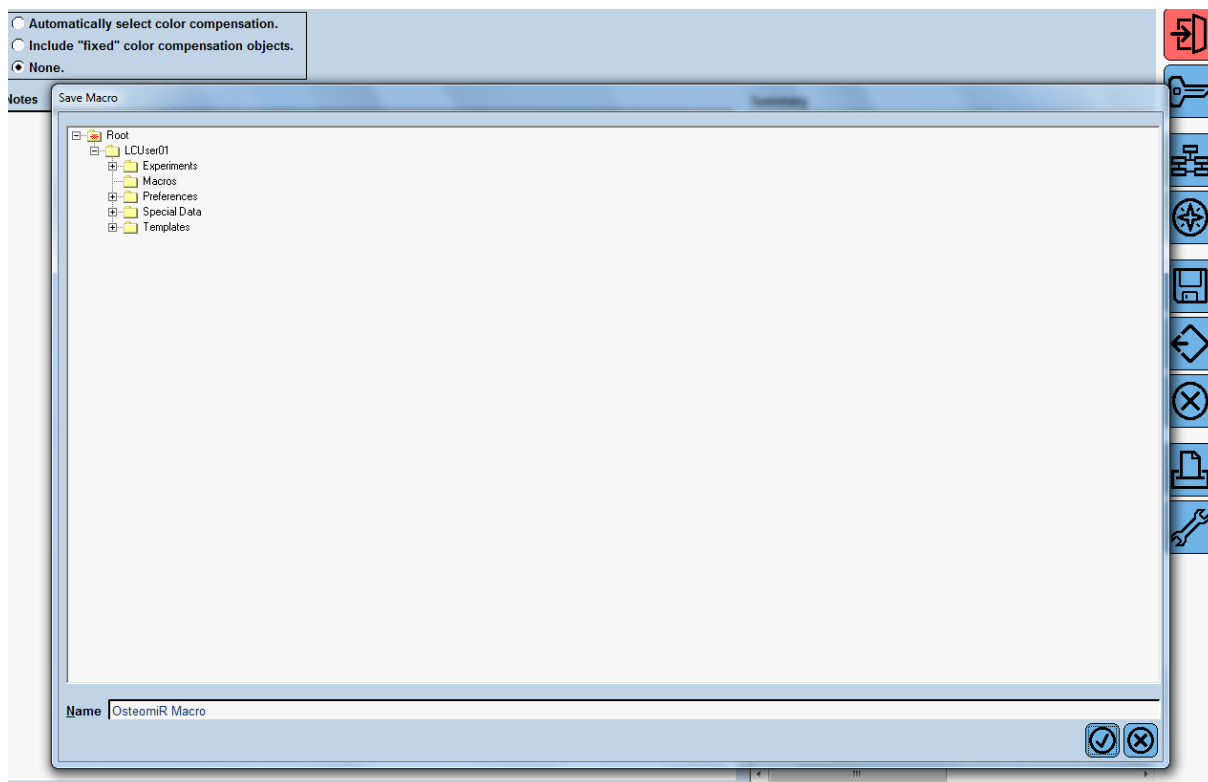 Automatically select color compensation.
Include "fixed" color compensation objects.
None.
Notes
Save Macro
Summary
Root
LCUser01
Experiments
Macros
Preferences
Special Data
Templates
Name OsteomiR Macro